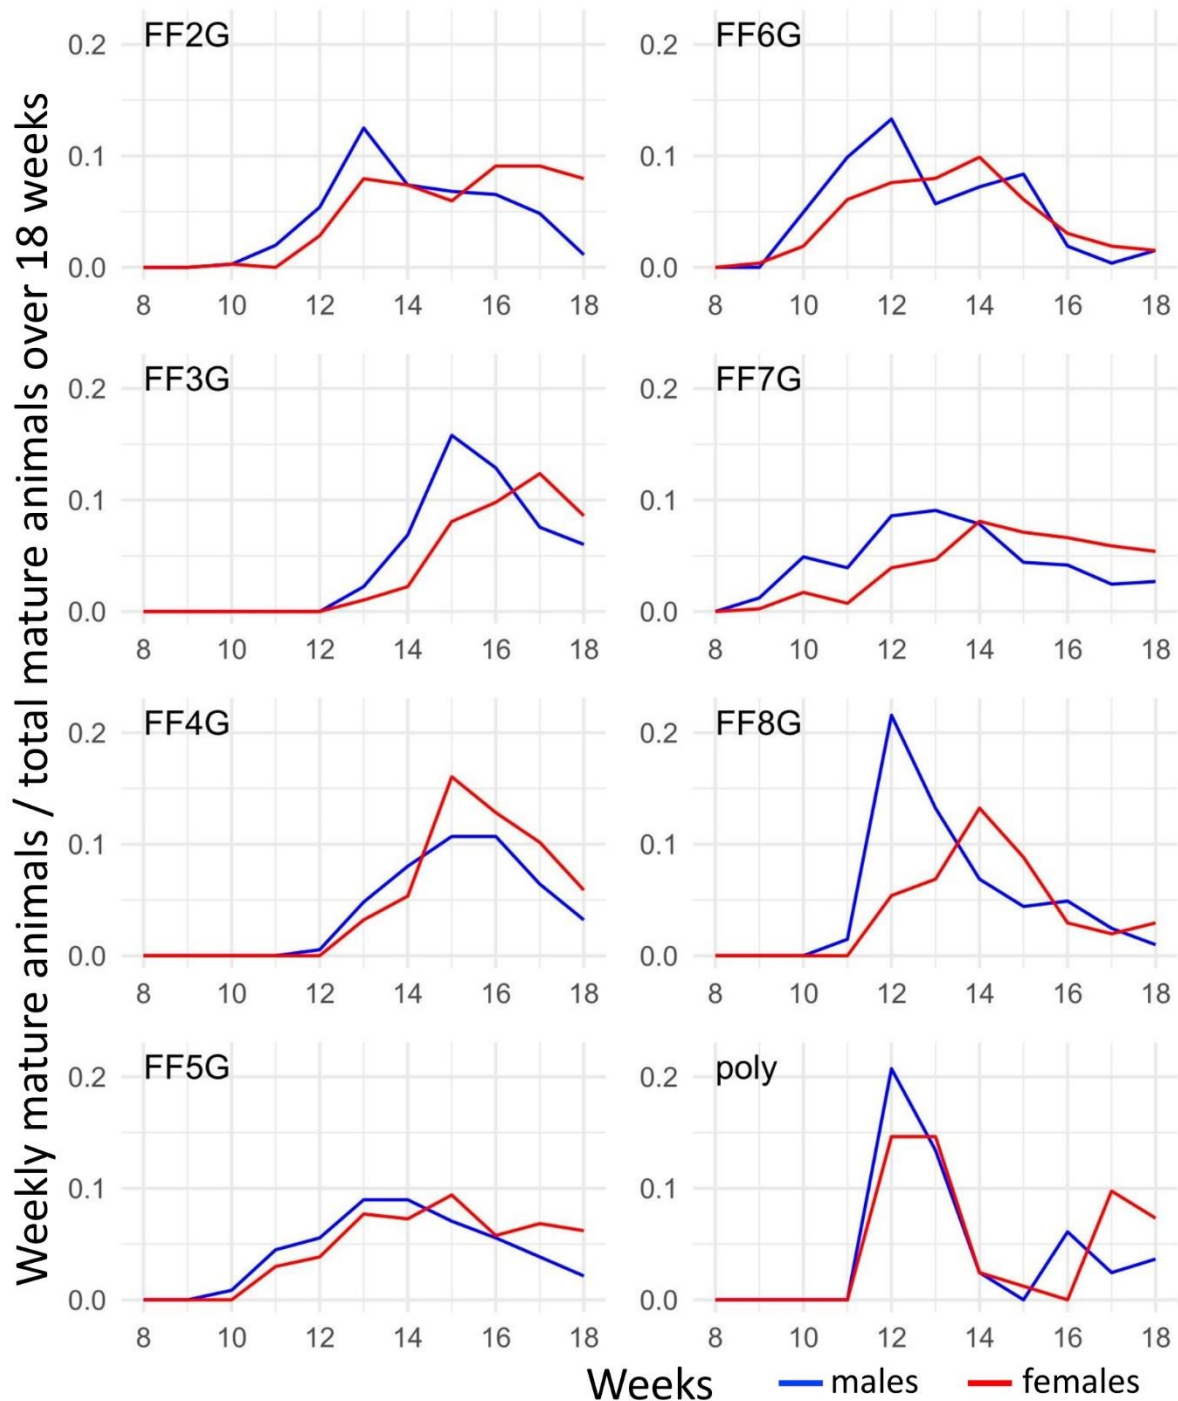 Weekly mature animals / total mature animals over 18 weeks
FF2G
0.2
0.1
0.0
8 10 12 14 16 18
FF6G
0.2
0.1
0.0
8 10 12 14 16 18
FF3G
0.2
0.1
0.0
8 10 12 14 16 18
FF7G
0.2
0.1
0.0
8 10 12 14 16 18
FF4G
0.2
0.1
0.0
8 10 12 14 16 18
FF8G
0.2
0.1
0.0
8 10 12 14 16 18
FF5G
0.2
0.1
0.0
8 10 12 14 16 18
poly
0.2
0.1
0.0
8 10 12 14 16 18
Weeks males females